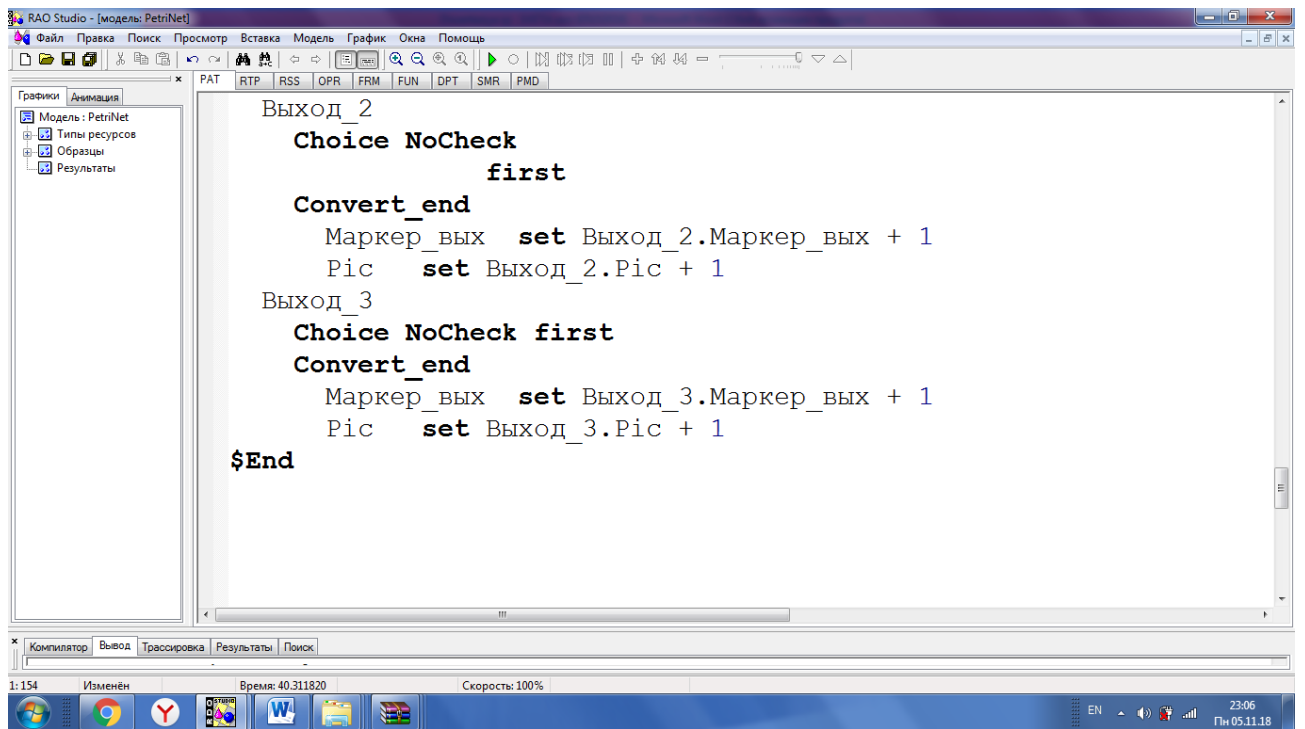 RAO Studio - [модель: PetriNet]
Файл Правка Поиск Просмотр Вставка Модель График Окна Помощь
PAT RTP RSS OPR FRM FUN DPT SMR PMD
Графики Анимация
Модель : PetriNet
Типы ресурсов
Образцы
Результаты
Выход_2
Choice NoCheck
first
Convert_end
Маркер_вых set Выход_2.Маркер_вых + 1
Pic set Выход_2.Pic + 1
Выход_3
Choice NoCheck first
Convert_end
Маркер_вых set Выход_3.Маркер_вых + 1
Pic set Выход_3.Pic + 1
$End
Компилятор Вывод Трассировка Результаты Поиск
1: 154 Изменён Время: 40.311820 Скорость: 100%
EN 23:06
Пн 05.11.18